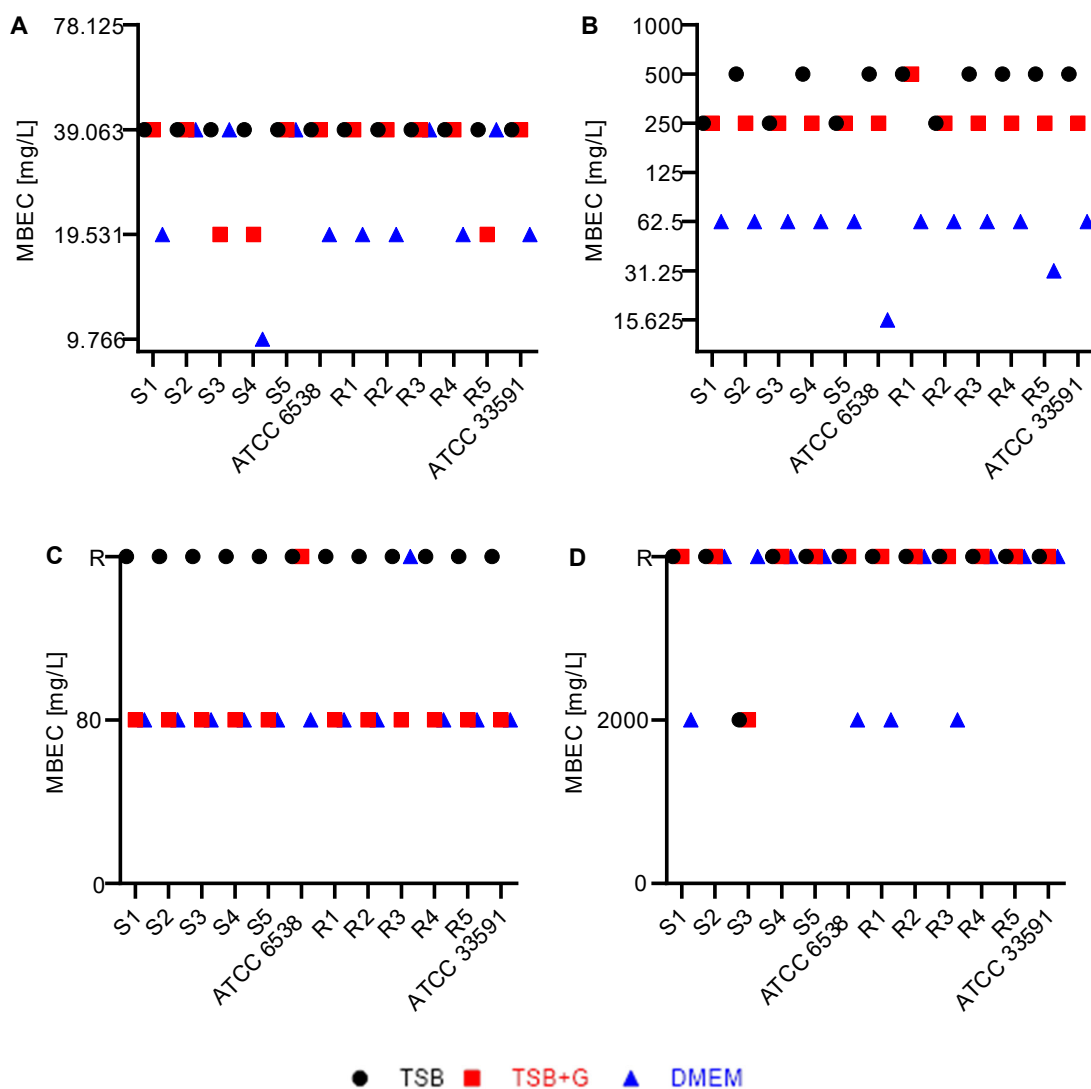 A
78.125
39.063
19.531
9.766
MBEC [mg/L]
S1
S2
S3
S4
S5
ATCC 6538
R1
R2
R3
R4
R5
ATCC 33591
B
1000
500
250
125
62.5
31.25
15.625
MBEC [mg/L]
S1
S2
S3
S4
S5
ATCC 6538
R1
R2
R3
R4
R5
ATCC 33591
C
R
80
0
MBEC [mg/L]
S1
S2
S3
S4
S5
ATCC 6538
R1
R2
R3
R4
R5
ATCC 33591
D
R
2000
0
MBEC [mg/L]
S1
S2
S3
S4
S5
ATCC 6538
R1
R2
R3
R4
R5
ATCC 33591
TSB TSB+G DMEM